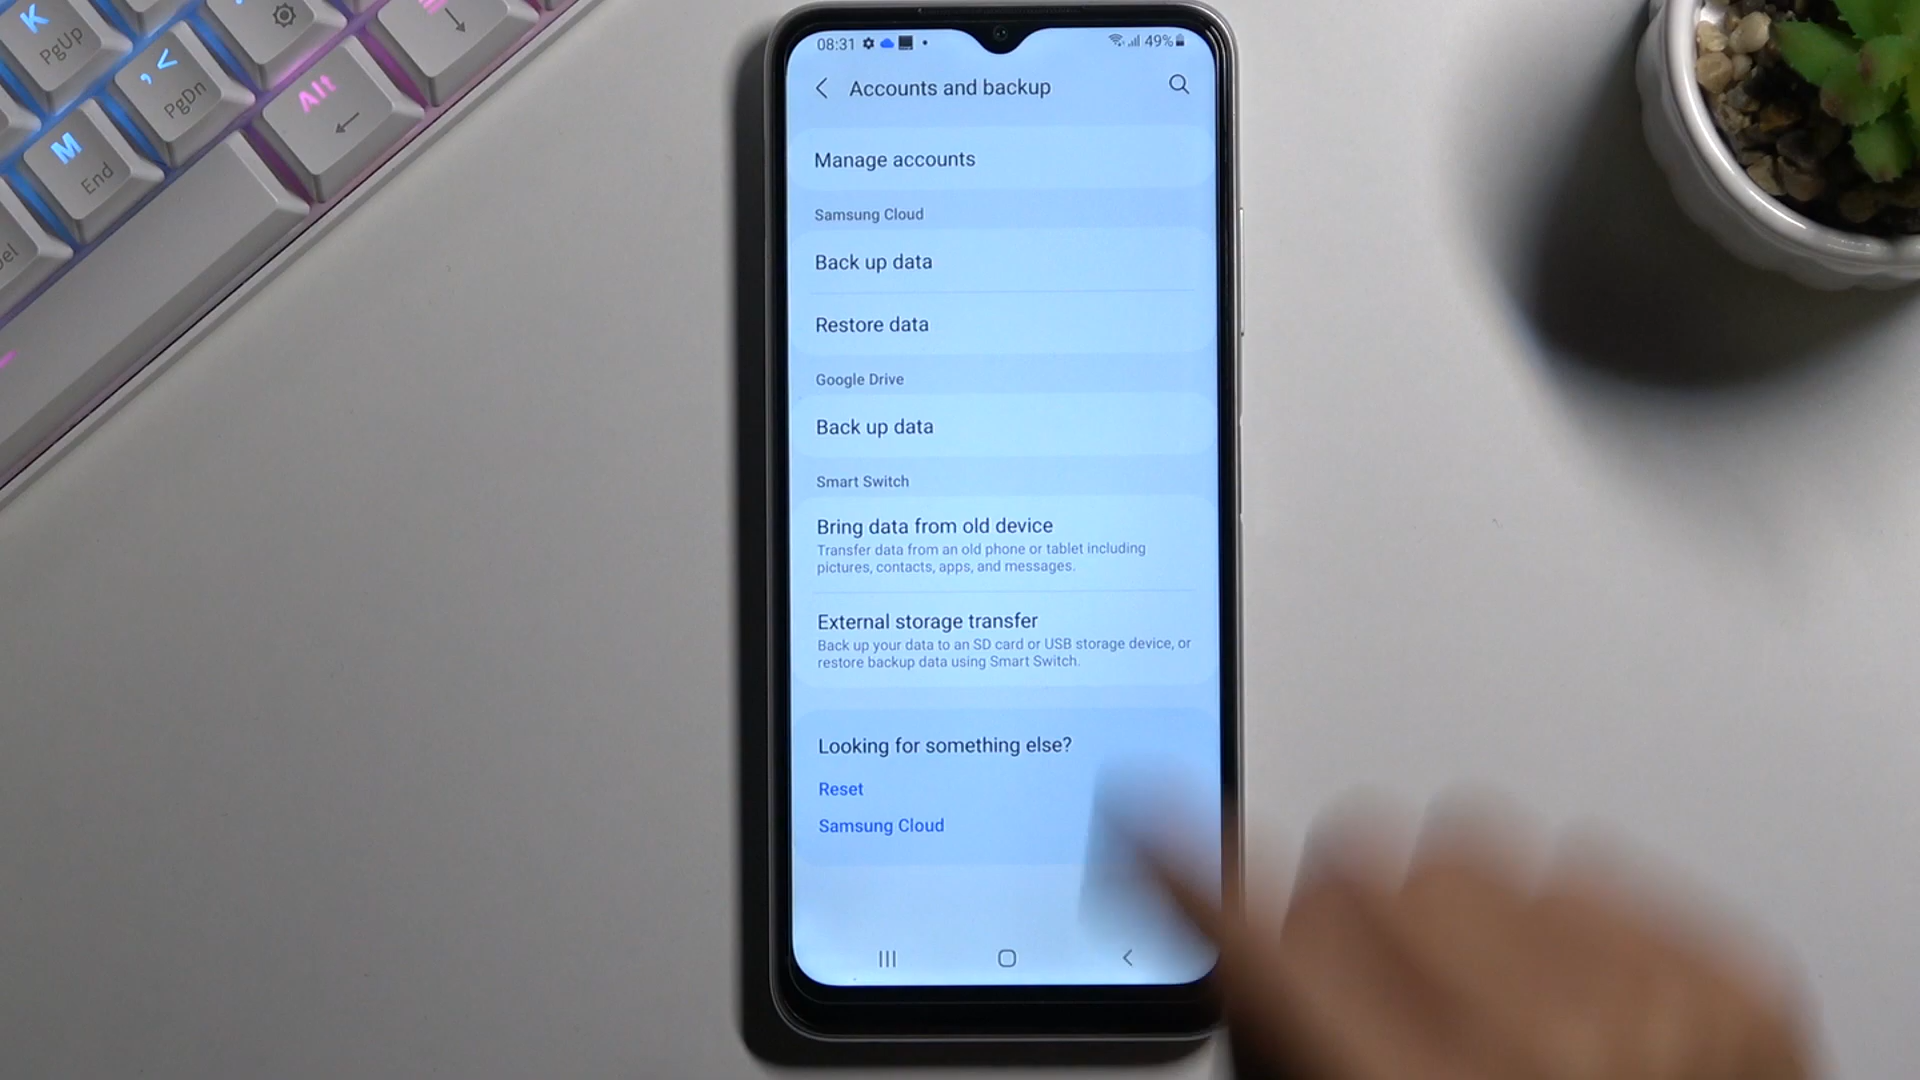 K
PgUp
, <
PgDn
Alt
M
End
08:31
49%
Accounts and backup
Manage accounts
Samsung Cloud
Back up data
Restore data
Google Drive
Back up data
Smart Switch
Bring data from old device
Transfer data from an old phone or tablet including
pictures, contacts, apps, and messages.
External storage transfer
Back up your data to an SD card or USB storage device, or
restore backup data using Smart Switch.
Looking for something else?
Reset
Samsung Cloud